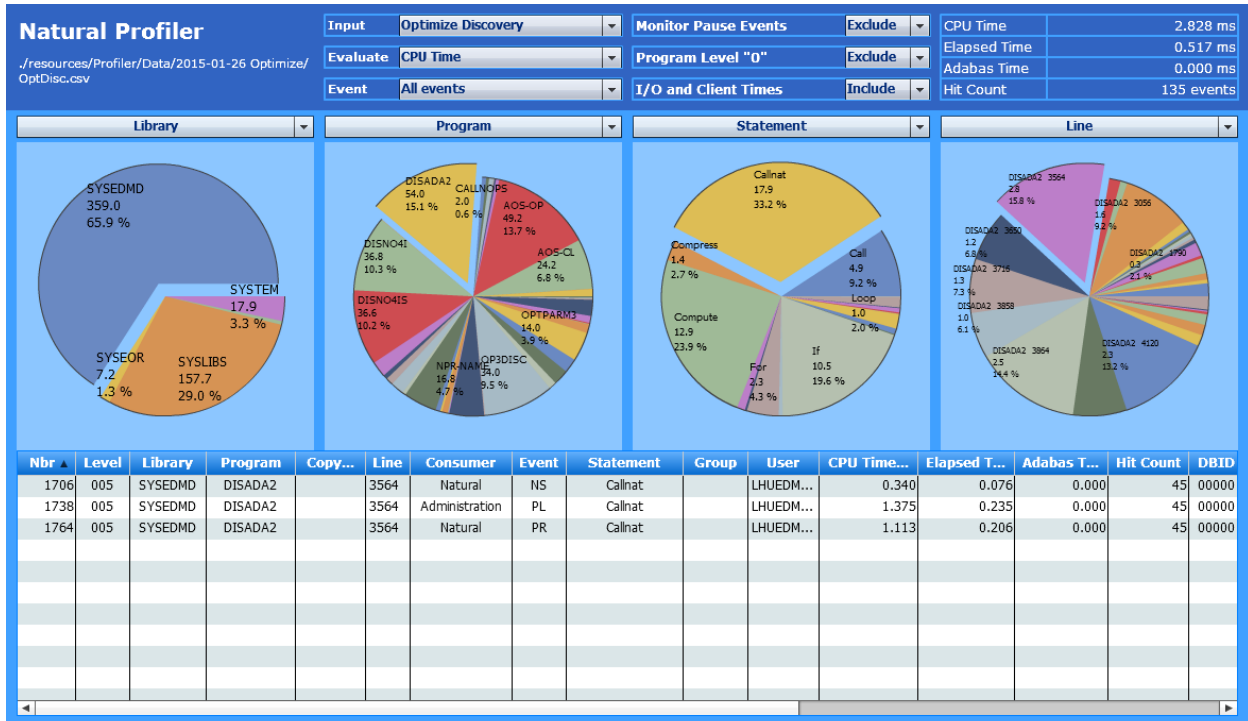 Natural Profiler
./resources/Profiler/Data/2015-01-26 Optimize/
OptDisc.csv
Input Optimize Discovery
Evaluate CPU Time
Event All events
Monitor Pause Events Exclude
Program Level "0" Exclude
I/O and Client Times Include
CPU Time 2.828 ms
Elapsed Time 0.517 ms
Adabas Time 0.000 ms
Hit Count 135 events
Library
Program
Statement
Line
SYSEDMD
359.0
65.9 %
SYSTEM
17.9
3.3 %
SYSEOR
7.2
1.3 %
SYSLIBS
157.7
29.0 %
DISADA2
54.0
15.1 %
CALLNOPS
2.0
0.6 %
AOS-OP
49.2
13.7 %
DISNO4I
36.8
10.3 %
AOS-CL
24.2
6.8 %
DISNO4IS
36.6
10.2 %
OPTPARM3
14.0
3.9 %
NPR-NAME
16.8
4.7 %
OP3DISC
34.0
9.5 %
Callnat
17.9
33.2 %
Compress
1.4
2.7 %
Call
4.9
9.2 %
Loop
1.0
2.0 %
Compute
12.9
23.9 %
If
10.5
19.6 %
For
2.3
4.3 %
DISADA2 3564
2.8
15.8 %
DISADA2 3056
1.6
9.2 %
DISADA2 3650
1.2
6.8 %
DISADA2 1790
0.3
2.1 %
DISADA2 3716
1.3
7.3 %
DISADA2 3858
1.0
6.1 %
DISADA2 3864
2.5
14.4 %
DISADA2 4120
2.3
13.2 %
Nbr Level Library Program Copy... Line Consumer Event Statement Group User CPU Time... Elapsed T... Adabas T... Hit Count DBID
1706 005 SYSEDMD DISADA2 3564 Natural NS Callnat LHUEDM... 0.340 0.076 0.000 45 00000
1738 005 SYSEDMD DISADA2 3564 Administration PL Callnat LHUEDM... 1.375 0.235 0.000 45 00000
1764 005 SYSEDMD DISADA2 3564 Natural PR Callnat LHUEDM... 1.113 0.206 0.000 45 00000